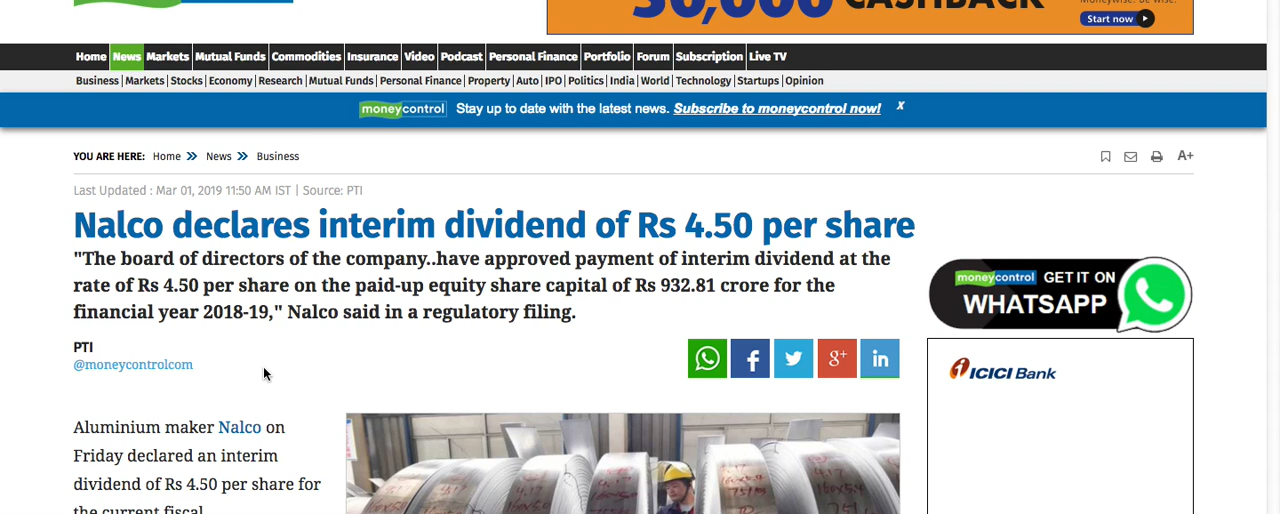 CASHBACK
Start now
Home News Markets Mutual Funds Commodities Insurance Video Podcast Personal Finance Portfolio Forum Subscription Live TV
Business Markets Stocks Economy Research Mutual Funds Personal Finance Property Auto IPO Politics India World Technology Startups Opinion
moneycontrol Stay up to date with the latest news. Subscribe to moneycontrol now! X
YOU ARE HERE: Home » News » Business
A+
Last Updated : Mar 01, 2019 11:50 AM IST | Source: PTI
Nalco declares interim dividend of Rs 4.50 per share
"The board of directors of the company..have approved payment of interim dividend at the
rate of Rs 4.50 per share on the paid-up equity share capital of Rs 932.81 crore for the
financial year 2018-19," Nalco said in a regulatory filing.
moneycontrol GET IT ON
WHATSAPP
PTI
@moneycontrolcom
f
g+
in
ICICI Bank
Aluminium maker Nalco on
Friday declared an interim
dividend of Rs 4.50 per share for
the current fiscal